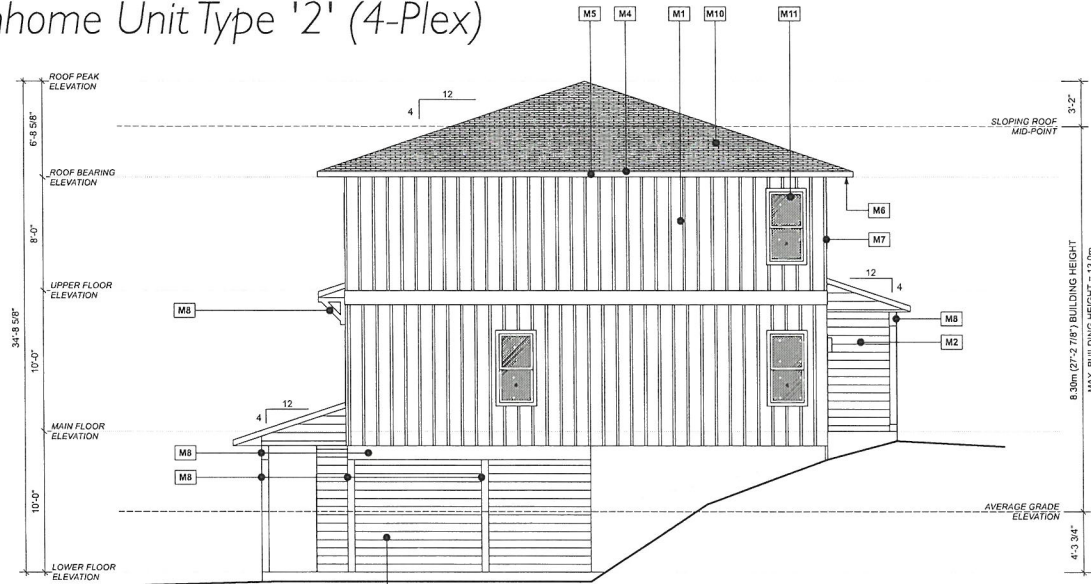 Unit Type '2' (4-Plex)
M5
M4
M1
M10
M11
ROOF PEAK
ELEVATION
12
4
3'-2"
6'-8 5/8"
SLOPING ROOF
MID-POINT
ROOF BEARING
ELEVATION
M6
8'-0"
M7
12
4
UPPER FLOOR
ELEVATION
M8
M8
M2
34'-8 5/8"
10'-0"
8.30m (27'-2 7/8") BUILDING HEIGHT
12
4
MAIN FLOOR
ELEVATION
M8
M8
10'-0"
AVERAGE GRADE
ELEVATION
4'-3 3/4"
LOWER FLOOR
ELEVATION